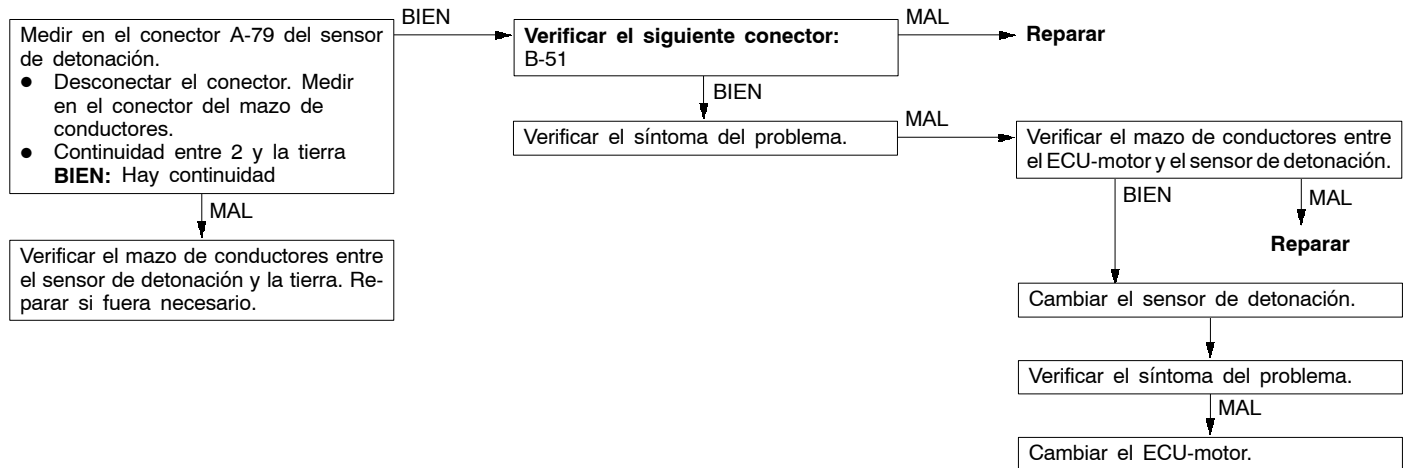 Medir en el conector A-79 del sensor
de detonación.
● Desconectar el conector. Medir
en el conector del mazo de
conductores.
● Continuidad entre 2 y la tierra
BIEN: Hay continuidad
BIEN
Verificar el siguiente conector:
B-51
MAL
Reparar
BIEN
Verificar el síntoma del problema.
MAL
Verificar el mazo de conductores entre
el ECU-motor y el sensor de detonación.
MAL
Verificar el mazo de conductores entre
el sensor de detonación y la tierra. Re-
parar si fuera necesario.
BIEN
MAL
Reparar
Cambiar el sensor de detonación.
Verificar el síntoma del problema.
MAL
Cambiar el ECU-motor.